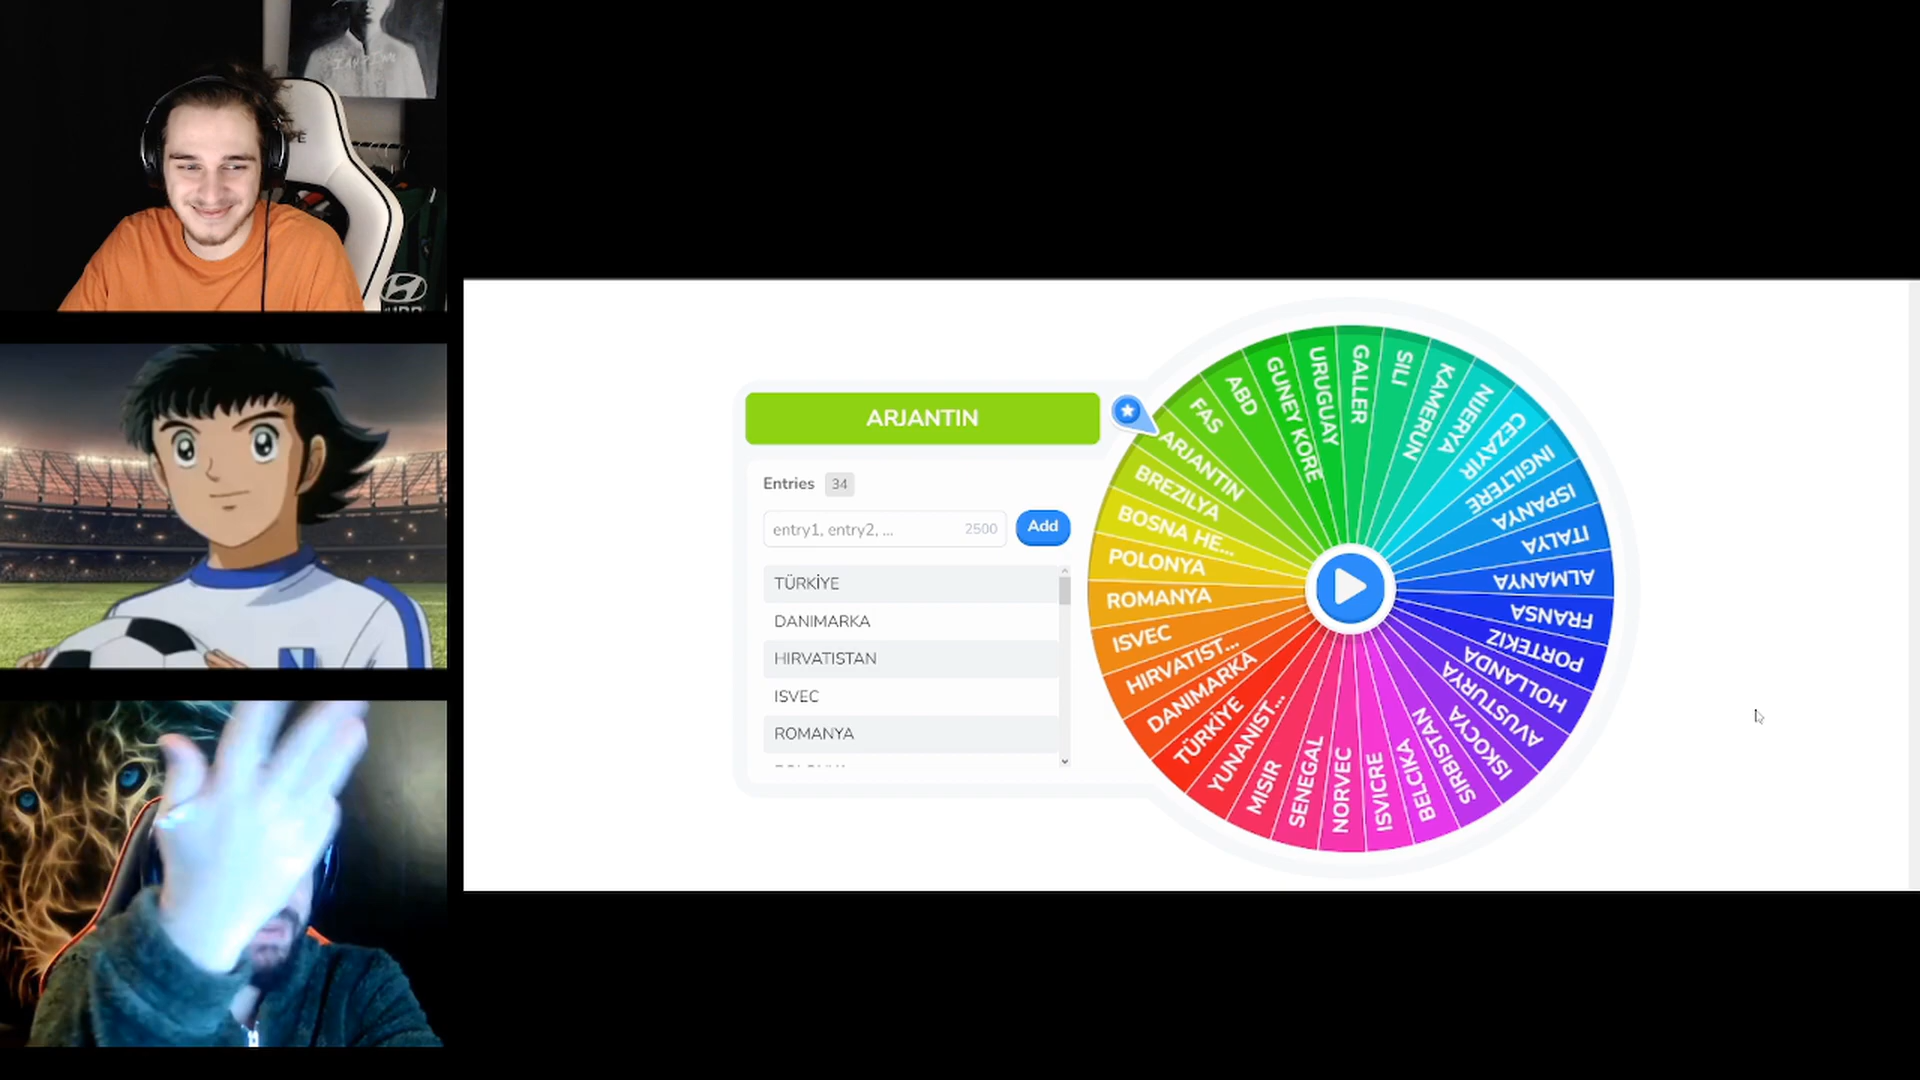 ARJANTIN
Entries 34
entry1, entry2, ... 2500
Add
TÜRKİYE
DANIMARKA
HIRVATISTAN
ISVEC
ROMANYA
GALLER
SILI
KAMERUN
NIJERYA
CEZAYIR
INGILTERE
ISPANYA
ITALYA
ALMANYA
FRANSA
PORTEKIZ
HOLLANDA
AVUSTURYA
ISKOCYA
SIRBISTAN
BELCIKA
ISVICRE
NORVEC
SENEGAL
MISIR
YUNANIST...
TÜRKİYE
DANIMARKA
HIRVATIST...
ISVEC
ROMANYA
POLONYA
BOSNA HE...
BREZILYA
ARJANTIN
FAS
ABD
GUNEY KORE
URUGUAY